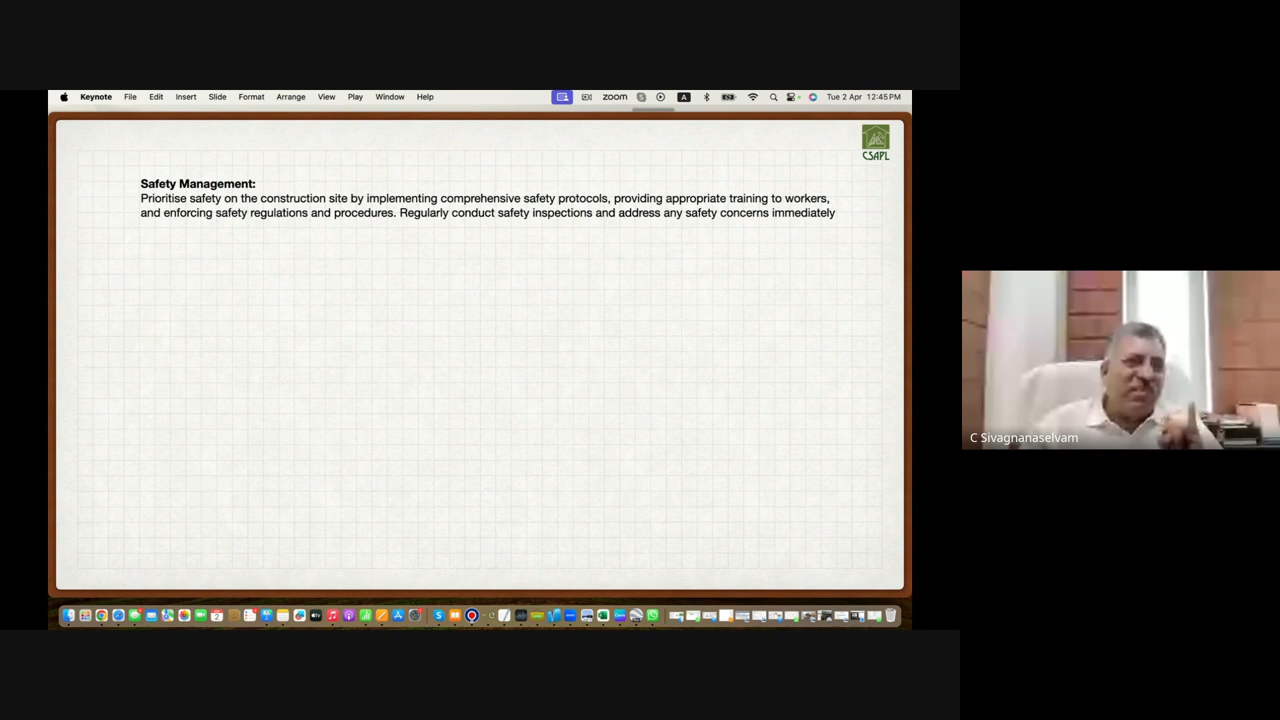 Keynote File Edit Insert Slide Format Arrange View Play Window Help zoom A Tue 2 Apr 12:45 PM
CSAPL
Safety Management:
Prioritise safety on the construction site by implementing comprehensive safety protocols, providing appropriate training to workers,
and enforcing safety regulations and procedures. Regularly conduct safety inspections and address any safety concerns immediately
C Sivagnanaselvam